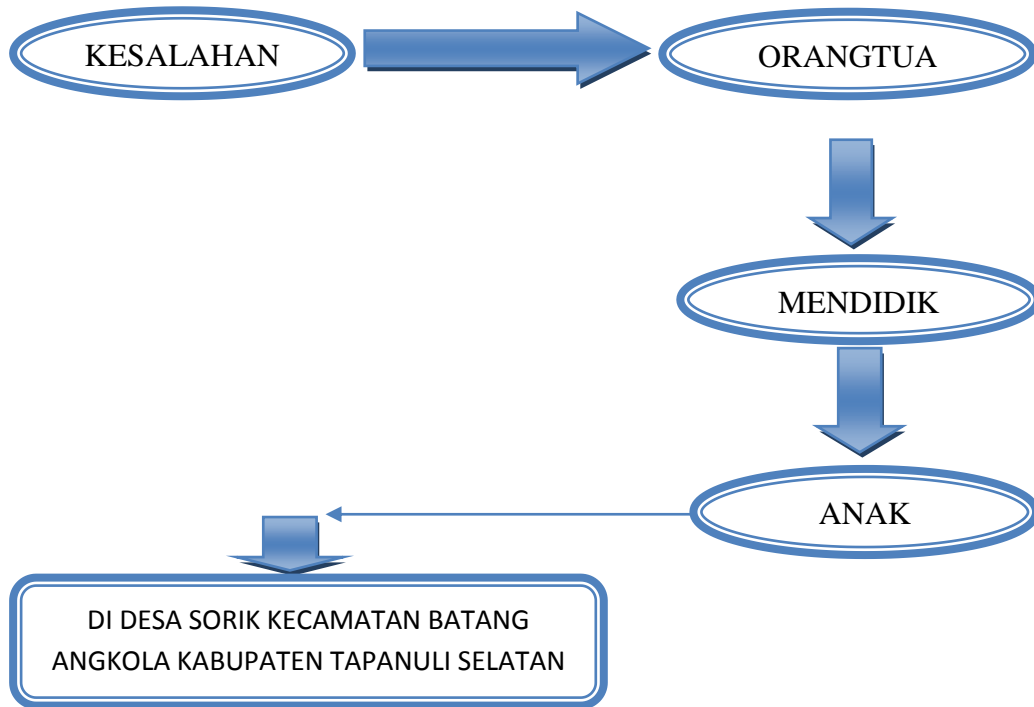 KESALAHAN
ORANGTUA
MENDIDIK
ANAK
DI DESA SORIK KECAMATAN BATANG
ANGKOLA KABUPATEN TAPANULI SELATAN